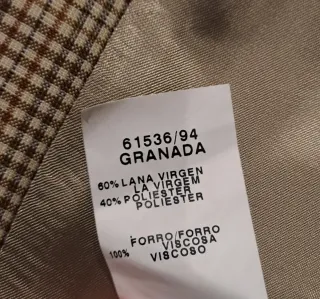 61536/94
GRANADA
60% LANA VIRGEN
LA VIRGEM
40% POLIESTER
POLIESTER
FORRO/FORRO
VISCOSA
100% VISCOSO